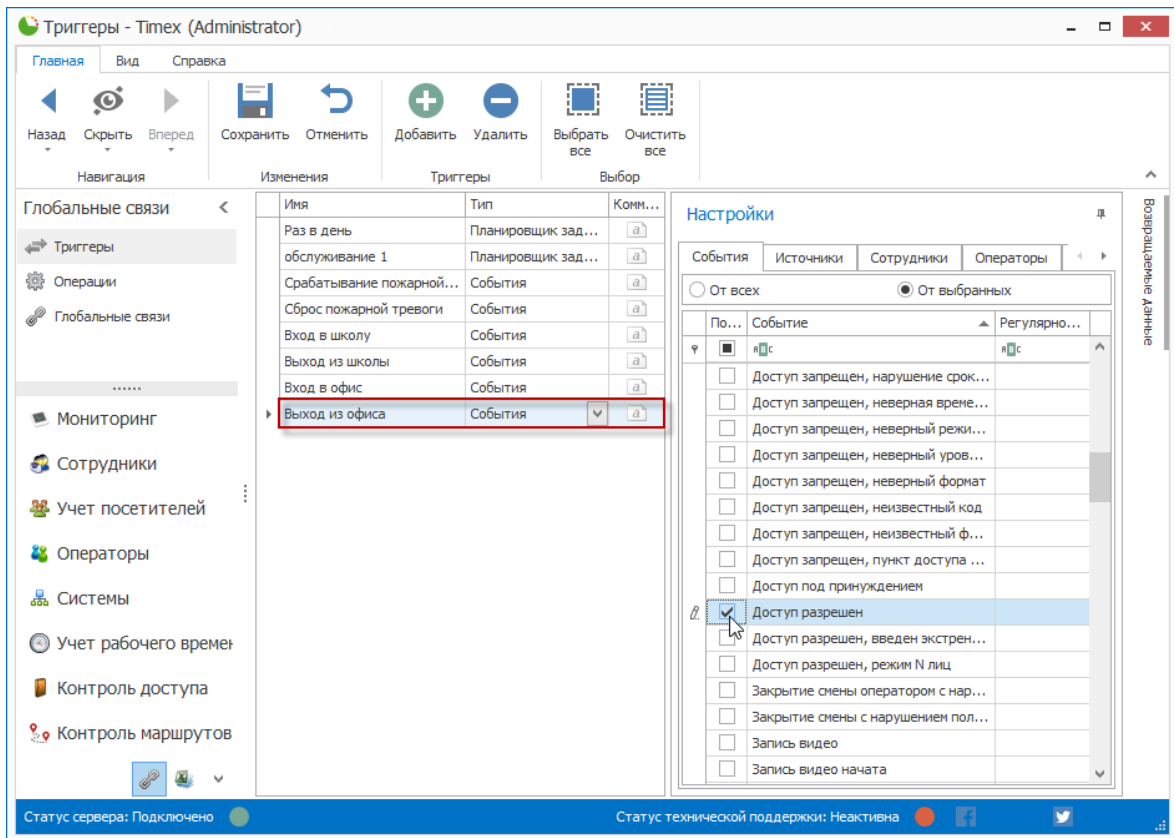 Триггеры - Timex (Administrator)
Главная Вид Справка
Назад Скрыть Вперед Сохранить Отменить Добавить Удалить Выбрать все Очистить все
Навигация Изменения Триггеры Выбор
Глобальные связи
Триггеры
Операции
Глобальные связи
Мониторинг
Сотрудники
Учет посетителей
Операторы
Системы
Учет рабочего времен
Контроль доступа
Контроль маршрутов
Имя Тип Комм...
Раз в день Планировщик зад...
обслуживание 1 Планировщик зад...
Срабатывание пожарной... События
Сброс пожарной тревоги События
Вход в школу События
Выход из школы События
Вход в офис События
Выход из офиса События
Настройки
События Источники Сотрудники Операторы
От всех От выбранных
По... Событие Регулярно...
Доступ запрещен, нарушение срок...
Доступ запрещен, неверная време...
Доступ запрещен, неверный режи...
Доступ запрещен, неверный уров...
Доступ запрещен, неверный формат
Доступ запрещен, неизвестный код
Доступ запрещен, неизвестный ф...
Доступ запрещен, пункт доступа ...
Доступ под принуждением
Доступ разрешен
Доступ разрешен, введен экстрен...
Доступ разрешен, режим N лиц
Закрытие смены оператором с нар...
Закрытие смены с нарушением пол...
Запись видео
Запись видео начата
Возвращаемые данные
Статус сервера: Подключено Статус технической поддержки: Неактивна